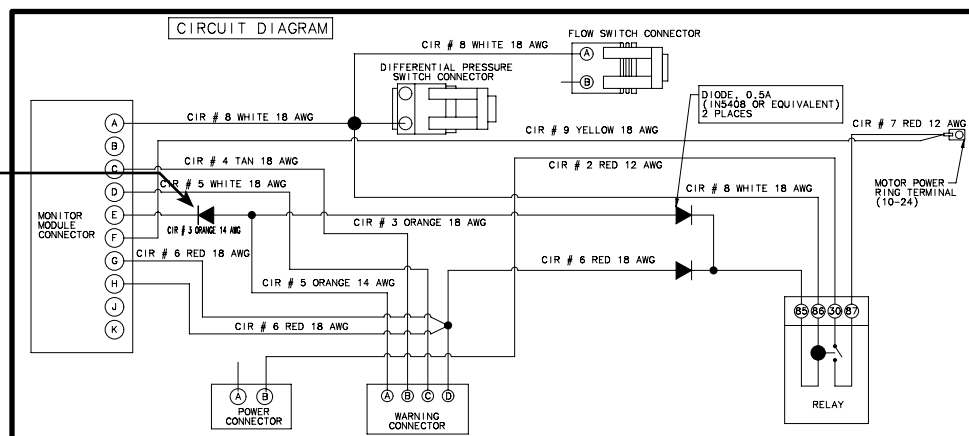 CIRCUIT DIAGRAM
FLOW SWITCH CONNECTOR
CIR # 8 WHITE 18 AWG
A
B
DIFFERENTIAL PRESSURE
SWITCH CONNECTOR
DIODE, 0.5A
(IN5408 OR EQUIVALENT)
2 PLACES
MONITOR
MODULE
CONNECTOR
A
B
C
D
E
F
G
H
J
K
CIR # 8 WHITE 18 AWG
CIR # 9 YELLOW 18 AWG
CIR # 7 RED 12 AWG
MOTOR POWER
RING TERMINAL
(10-24)
CIR # 4 TAN 18 AWG
CIR # 2 RED 12 AWG
CIR # 5 WHITE 18 AWG
CIR # 8 WHITE 18 AWG
CIR # 3 ORANGE 14 AWG
CIR # 3 ORANGE 18 AWG
CIR # 6 RED 18 AWG
CIR # 6 RED 18 AWG
CIR # 5 ORANGE 14 AWG
CIR # 6 RED 18 AWG
85 86 30 87
RELAY
A B
POWER
CONNECTOR
A B C D
WARNING
CONNECTOR